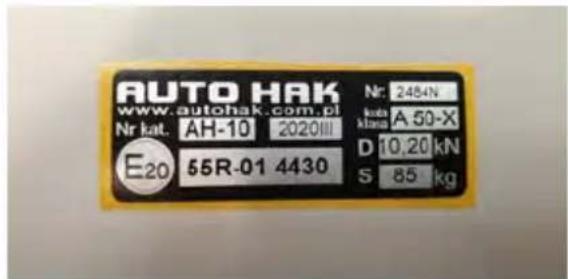 AUTO HAK
www.autohak.com.pl
Nr kat. AH-10 2020III
E20 55R-01 4430
Nr. 2484N
kula klasa A 50-X
D 10,20 kN
S 85 kg